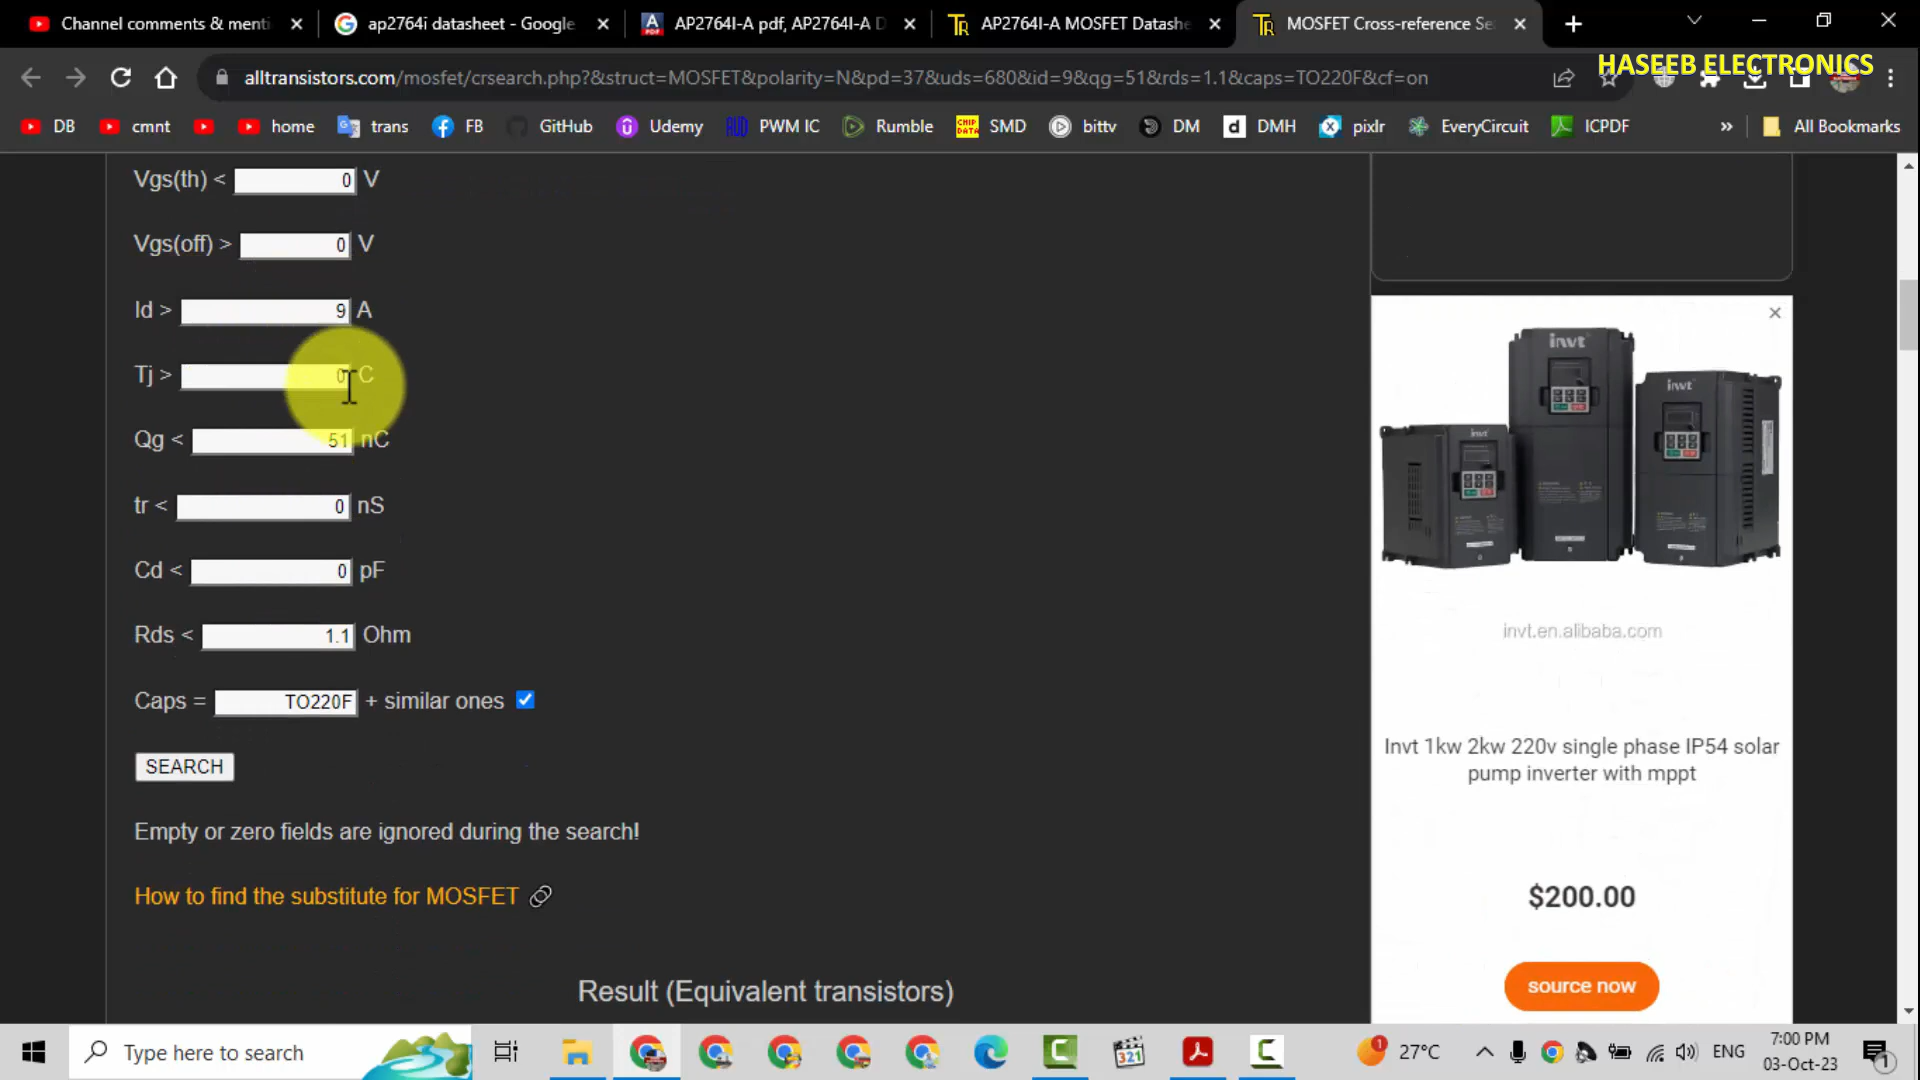 Channel comments & menti
ap2764i datasheet - Google
AP2764I-A pdf, AP2764I-A D
AP2764I-A MOSFET Datashe
MOSFET Cross-reference Se
alltransistors.com/mosfet/crsearch.php?&struct=MOSFET&polarity=N&pd=37&uds=680&id=9&qg=51&rds=1.1&caps=TO220F&cf=on
HASEEB ELECTRONICS
DB
cmnt
home
trans
FB
GitHub
Udemy
PWM IC
Rumble
SMD
bittv
DM
DMH
pixlr
EveryCircuit
ICPDF
»
All Bookmarks
Vgs(th) < 0 V
Vgs(off) > 0 V
Id > 9 A
Tj > 0 C
Qg < 51 nC
tr < 0 nS
Cd < 0 pF
Rds < 1.1 Ohm
Caps = TO220F + similar ones
SEARCH
Empty or zero fields are ignored during the search!
How to find the substitute for MOSFET
Result (Equivalent transistors)
invt
invt
invt
invt.en.alibaba.com
Invt 1kw 2kw 220v single phase IP54 solar
pump inverter with mppt
$200.00
source now
Type here to search
321
1
27°C
ENG
7:00 PM
03-Oct-23
1